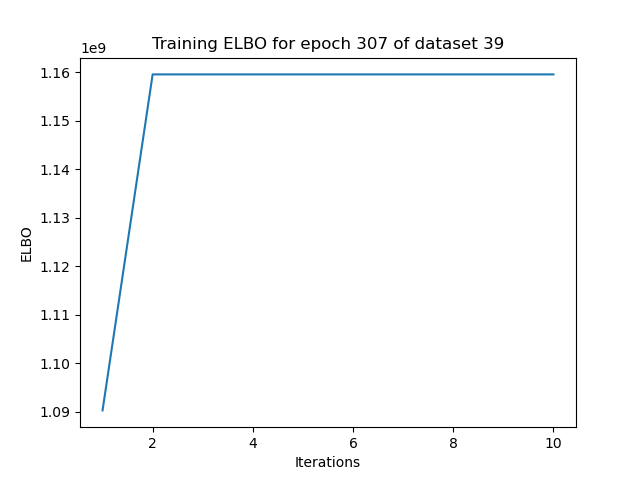 Training ELBO for epoch 307 of dataset 39
1e9
1.16
1.15
1.14
1.13
1.12
1.11
1.10
1.09
ELBO
2 4 6 8 10
Iterations